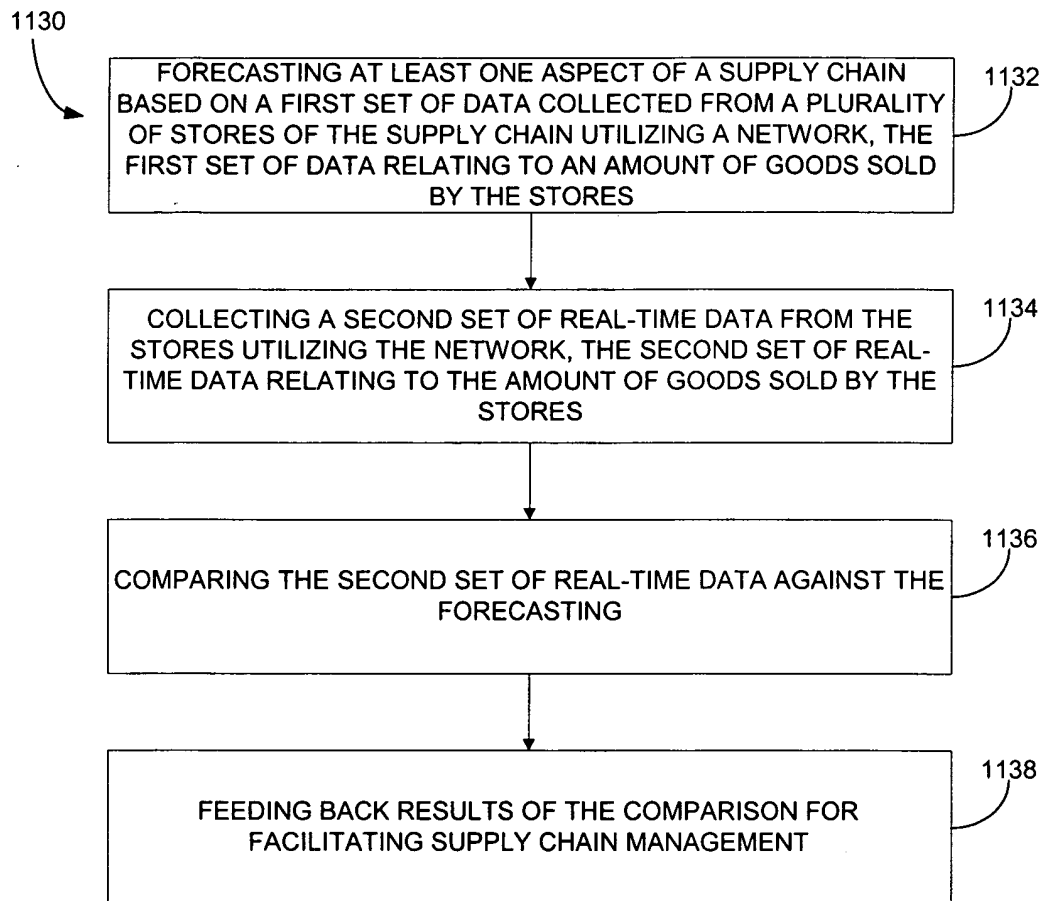 1130
FORECASTING AT LEAST ONE ASPECT OF A SUPPLY CHAIN
BASED ON A FIRST SET OF DATA COLLECTED FROM A PLURALITY
OF STORES OF THE SUPPLY CHAIN UTILIZING A NETWORK, THE
FIRST SET OF DATA RELATING TO AN AMOUNT OF GOODS SOLD
BY THE STORES
1132
COLLECTING A SECOND SET OF REAL-TIME DATA FROM THE
STORES UTILIZING THE NETWORK, THE SECOND SET OF REAL-
TIME DATA RELATING TO THE AMOUNT OF GOODS SOLD BY THE
STORES
1134
COMPARING THE SECOND SET OF REAL-TIME DATA AGAINST THE
FORECASTING
1136
FEEDING BACK RESULTS OF THE COMPARISON FOR
FACILITATING SUPPLY CHAIN MANAGEMENT
1138